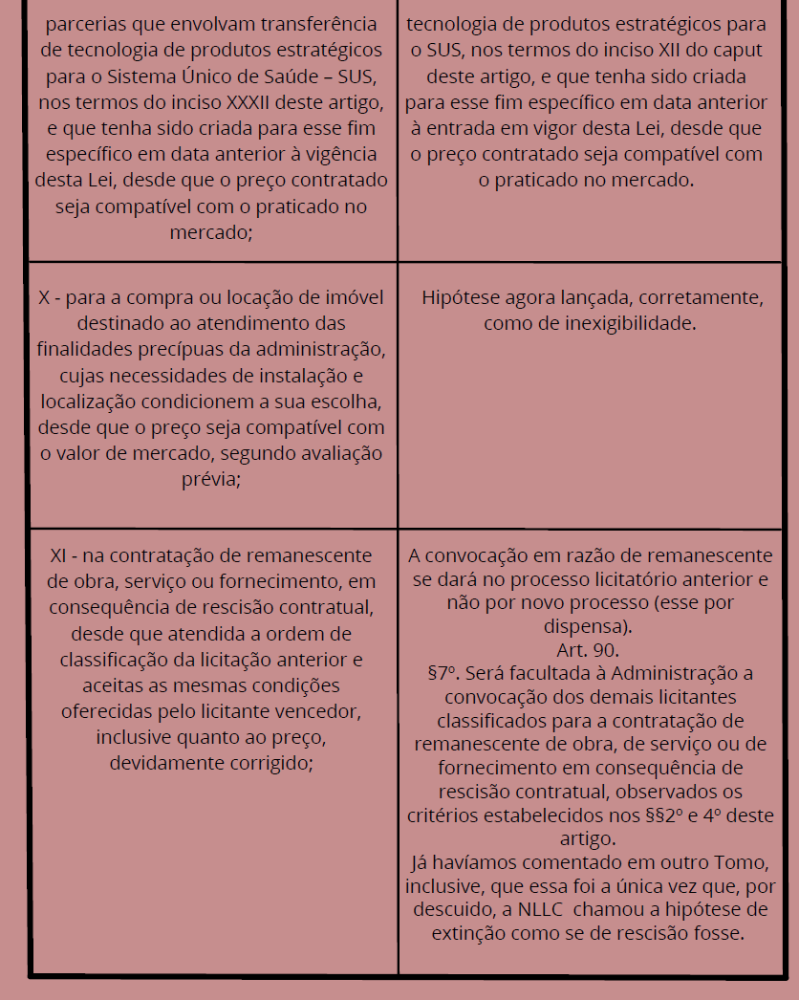 parcerias que envolvam transferência
de tecnologia de produtos estratégicos
para o Sistema Único de Saúde – SUS,
nos termos do inciso XXXII deste artigo,
e que tenha sido criada para esse fim
específico em data anterior à vigência
desta Lei, desde que o preço contratado
seja compatível com o praticado no
mercado;
tecnologia de produtos estratégicos para
o SUS, nos termos do inciso XII do caput
deste artigo, e que tenha sido criada
para esse fim específico em data anterior
à entrada em vigor desta Lei, desde que
o preço contratado seja compatível com
o praticado no mercado.
X - para a compra ou locação de imóvel
destinado ao atendimento das
finalidades precípuas da administração,
cujas necessidades de instalação e
localização condicionem a sua escolha,
desde que o preço seja compatível com
o valor de mercado, segundo avaliação
prévia;
Hipótese agora lançada, corretamente,
como de inexigibilidade.
XI - na contratação de remanescente
de obra, serviço ou fornecimento, em
consequência de rescisão contratual,
desde que atendida a ordem de
classificação da licitação anterior e
aceitas as mesmas condições
oferecidas pelo licitante vencedor,
inclusive quanto ao preço,
devidamente corrigido;
A convocação em razão de remanescente
se dará no processo licitatório anterior e
não por novo processo (esse por
dispensa).
Art. 90.
§7º. Será facultada à Administração a
convocação dos demais licitantes
classificados para a contratação de
remanescente de obra, de serviço ou de
fornecimento em consequência de
rescisão contratual, observados os
critérios estabelecidos nos §§2º e 4º deste
artigo.
Já havíamos comentado em outro Tomo,
inclusive, que essa foi a única vez que, por
descuido, a NLLC chamou a hipótese de
extinção como se de rescisão fosse.